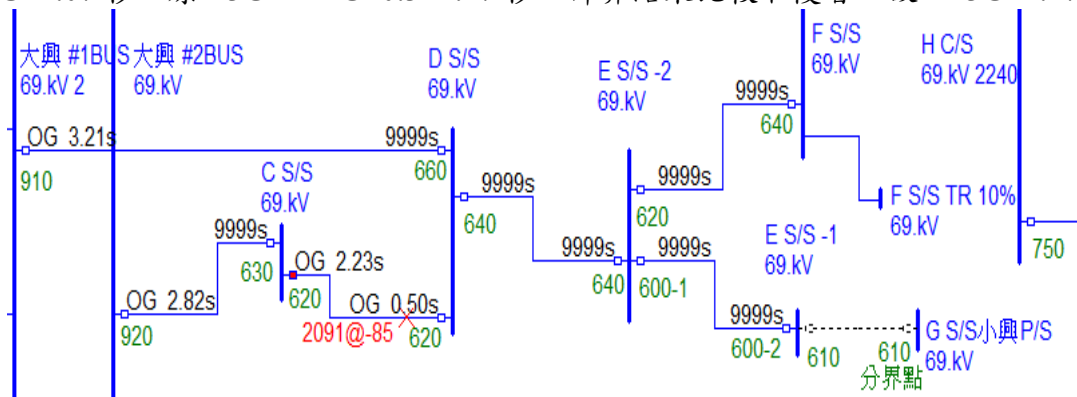 大興 #1BUS
69.kV 2
大興 #2BUS
69.kV
D S/S
69.kV
E S/S -2
69.kV
F S/S
69.kV
H C/S
69.kV 2240
OG 3.21s
910
9999s
660
9999s
640
9999s
640
C S/S
69.kV
9999s
630
OG 2.23s
620
OG 0.50s
2091@-85
620
OG 2.82s
920
9999s
640
9999s
620
9999s
600-1
F S/S TR 10%
69.kV
E S/S -1
69.kV
9999s
600-2
610
610
分界點
G S/S小興P/S
69.kV
750